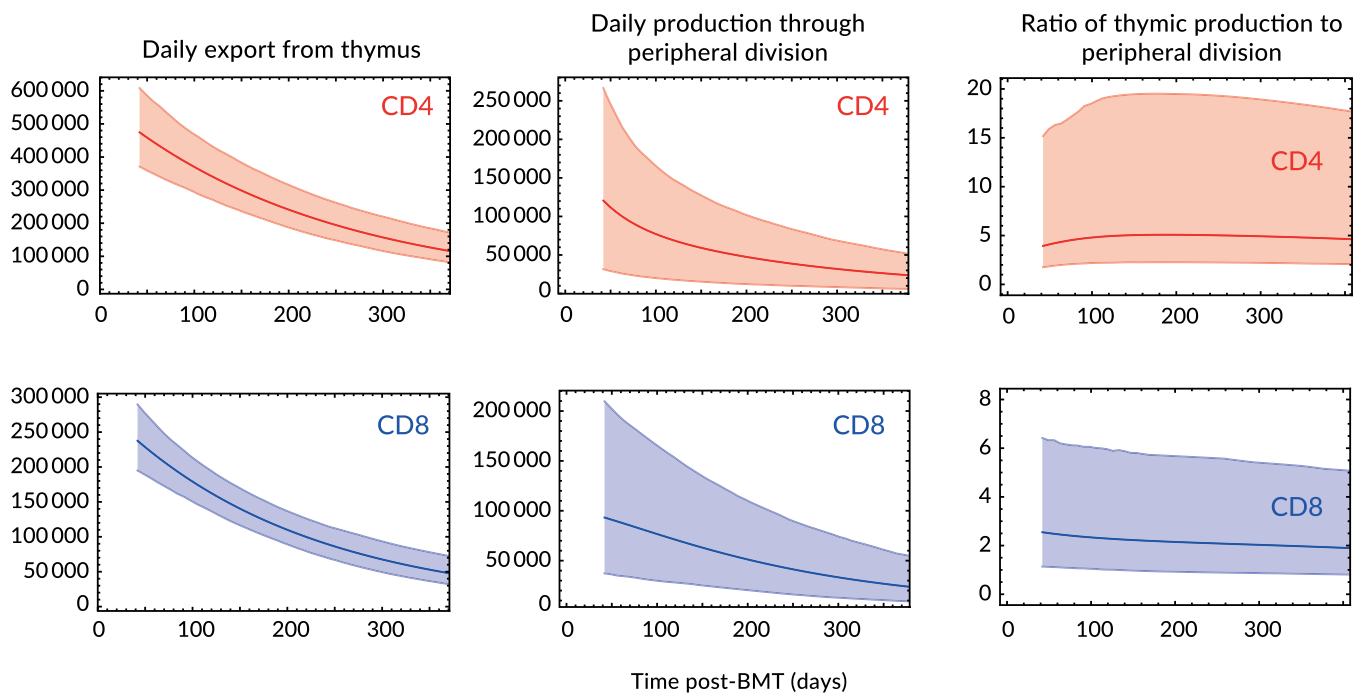 Daily export from thymus
Daily production through
peripheral division
Ratio of thymic production to
peripheral division
600 000
500 000
400 000
300 000
200 000
100 000
0
CD4
0 100 200 300
250 000
200 000
150 000
100 000
50 000
0
CD4
0 100 200 300
20
15
10
5
0
CD4
0 100 200 300
300 000
250 000
200 000
150 000
100 000
50 000
0
CD8
0 100 200 300
200 000
150 000
100 000
50 000
0
CD8
0 100 200 300
8
6
4
2
0
CD8
0 100 200 300
Time post-BMT (days)